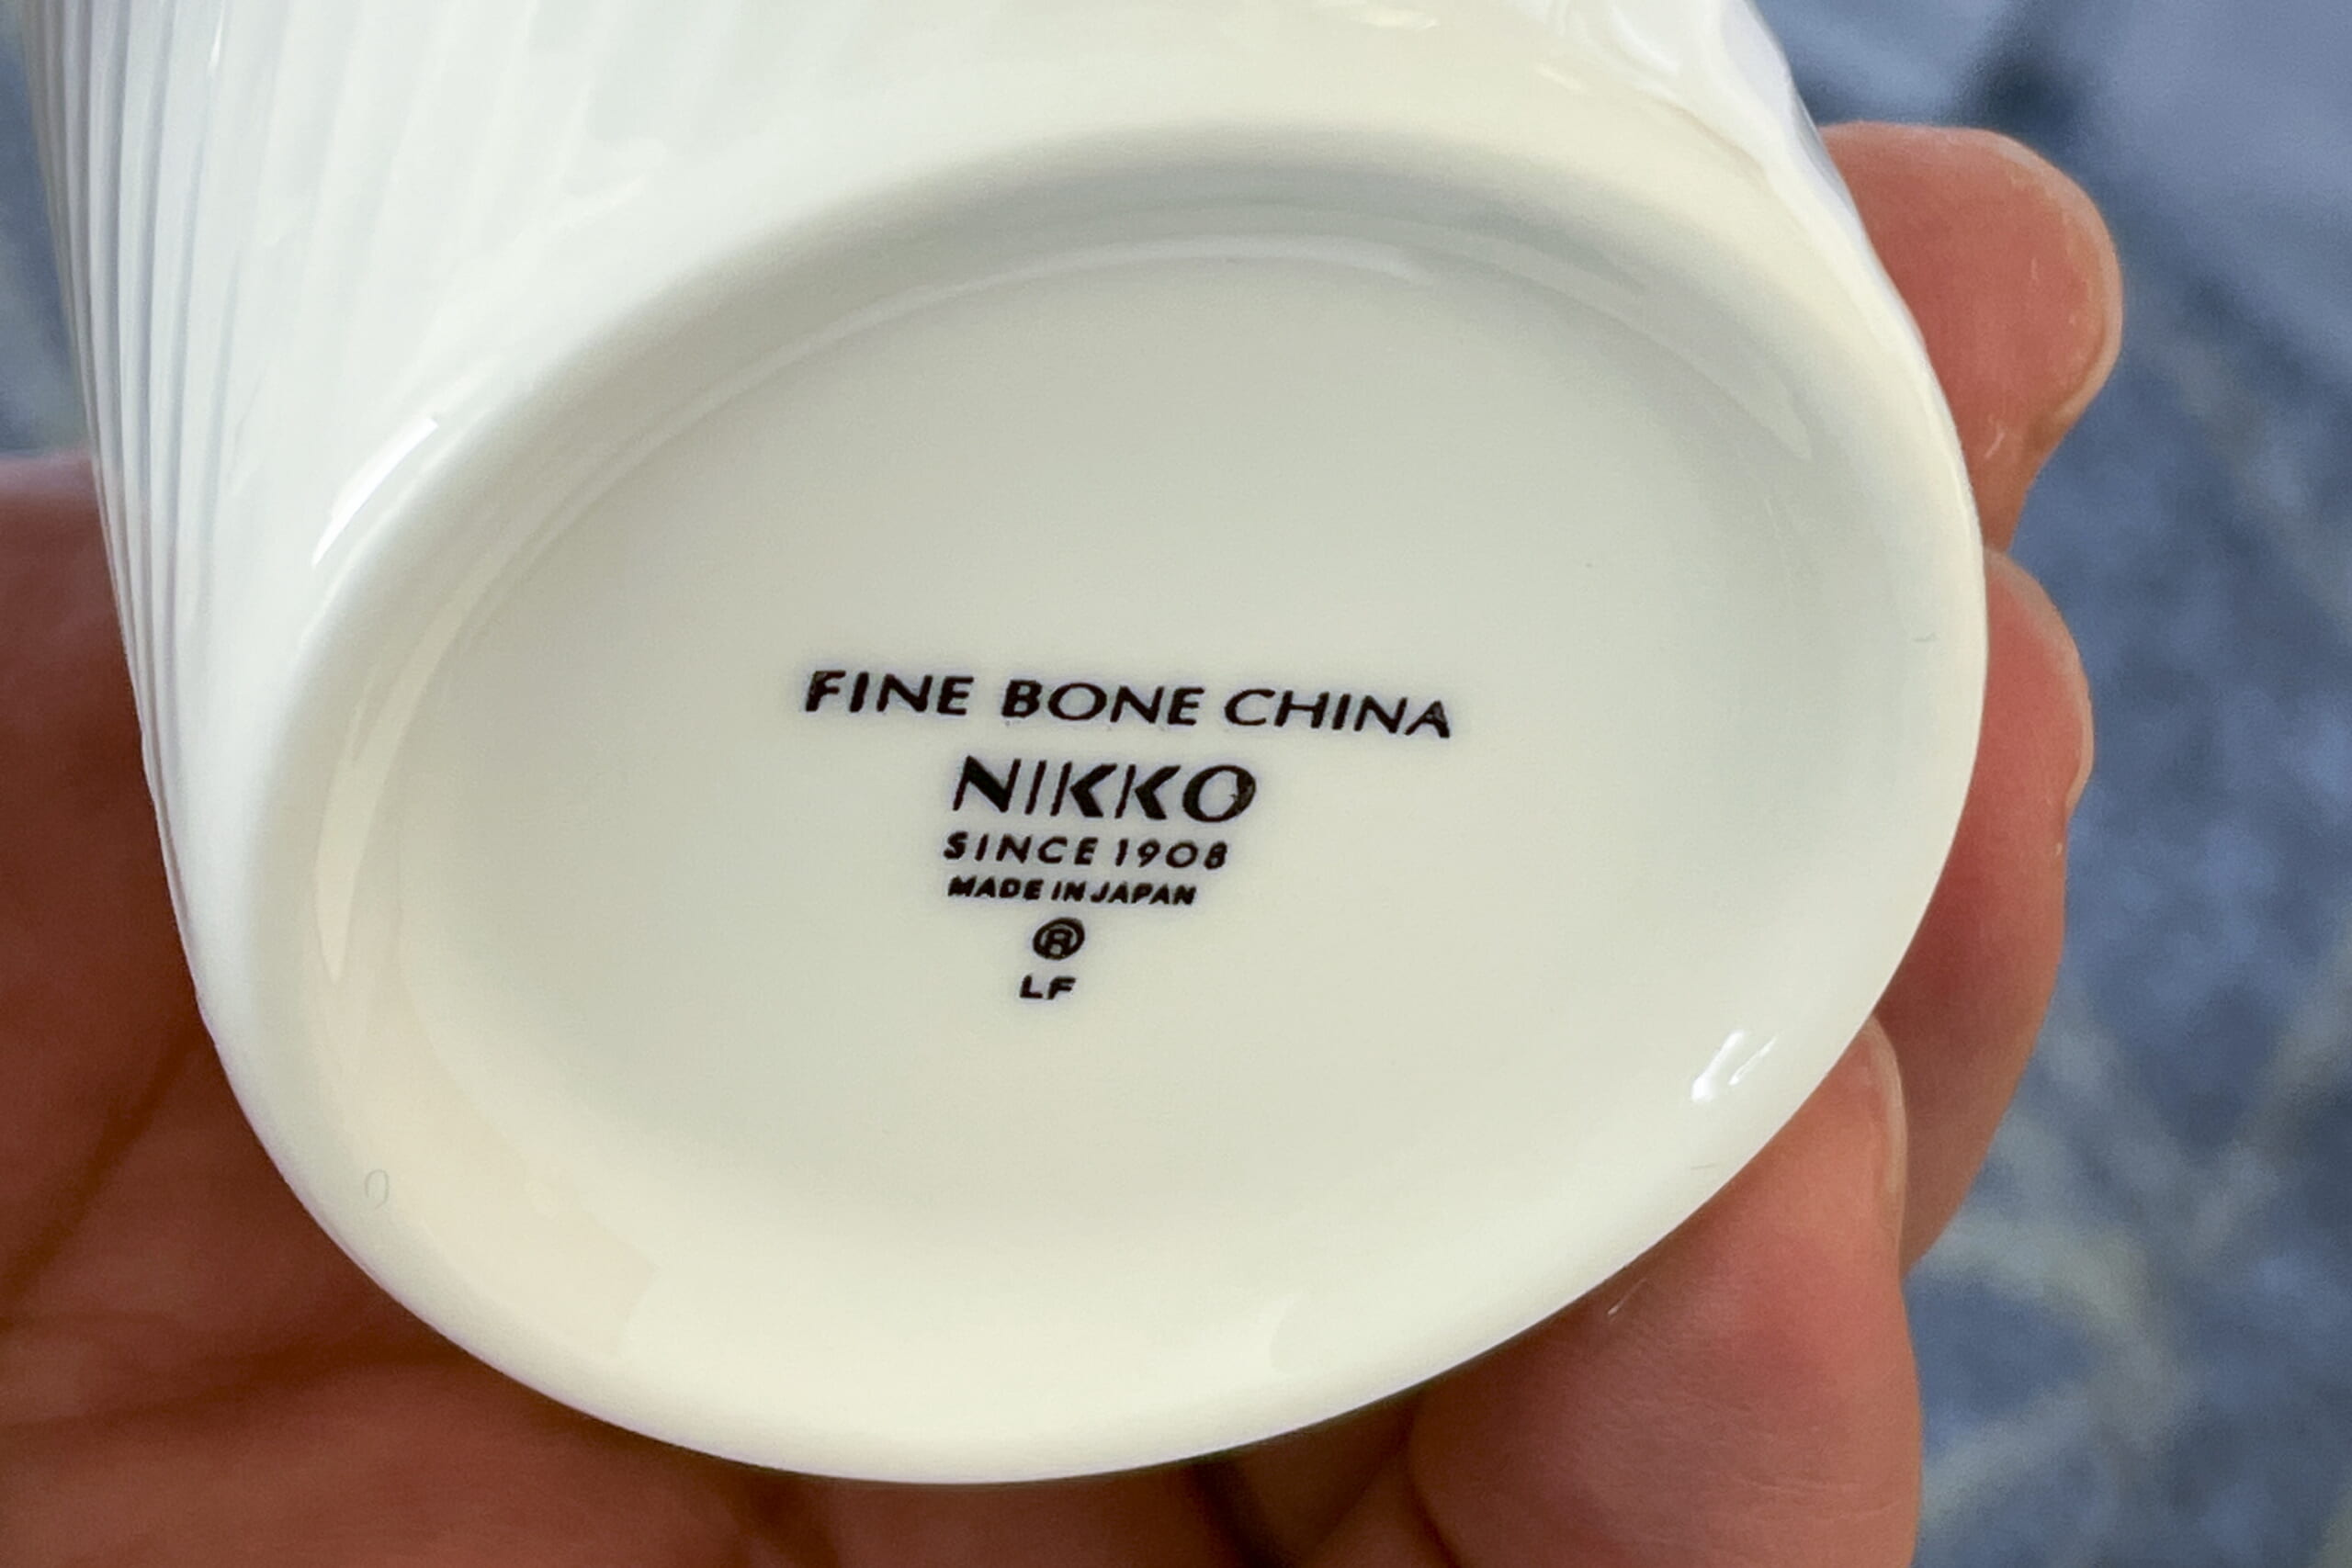 FINE BONE CHINA
NIKKO
SINCE 1908
MADE IN JAPAN
®
LF